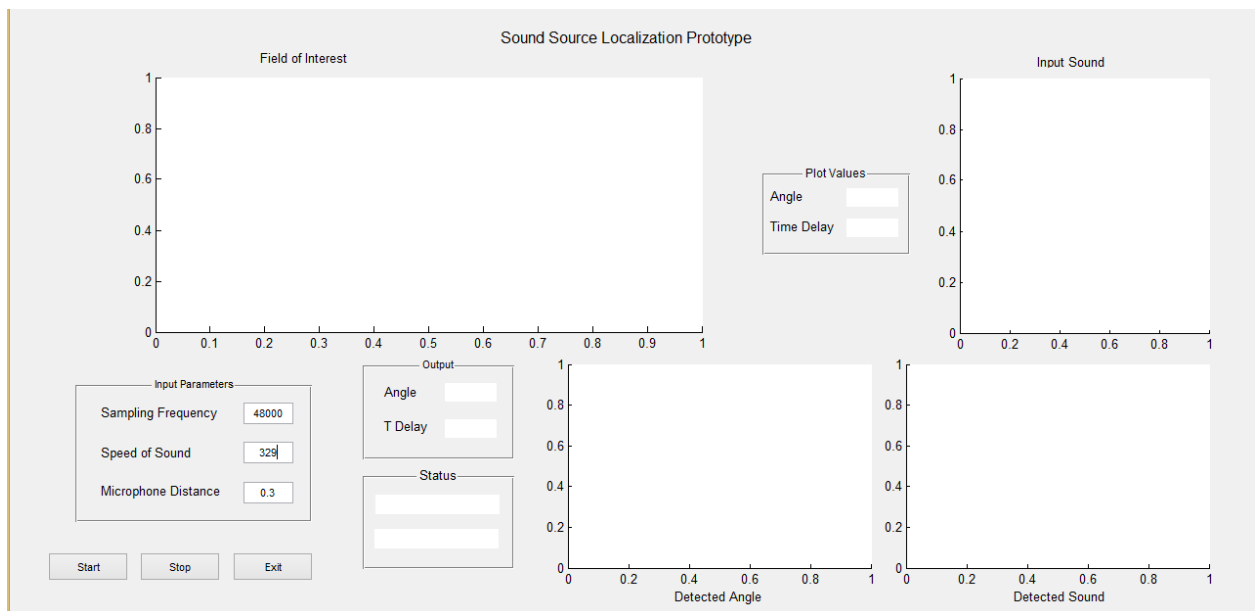 Sound Source Localization Prototype
Field of Interest
1
0.8
0.6
0.4
0.2
0
0 0.1 0.2 0.3 0.4 0.5 0.6 0.7 0.8 0.9 1
Plot Values
Angle
Time Delay
Input Sound
1
0.8
0.6
0.4
0.2
0
0 0.2 0.4 0.6 0.8 1
Input Parameters
Sampling Frequency 48000
Speed of Sound 329
Microphone Distance 0.3
Start Stop Exit
Output
Angle
T Delay
Status
1
0.8
0.6
0.4
0.2
0
0 0.2 0.4 0.6 0.8 1
Detected Angle
1
0.8
0.6
0.4
0.2
0
0 0.2 0.4 0.6 0.8 1
Detected Sound